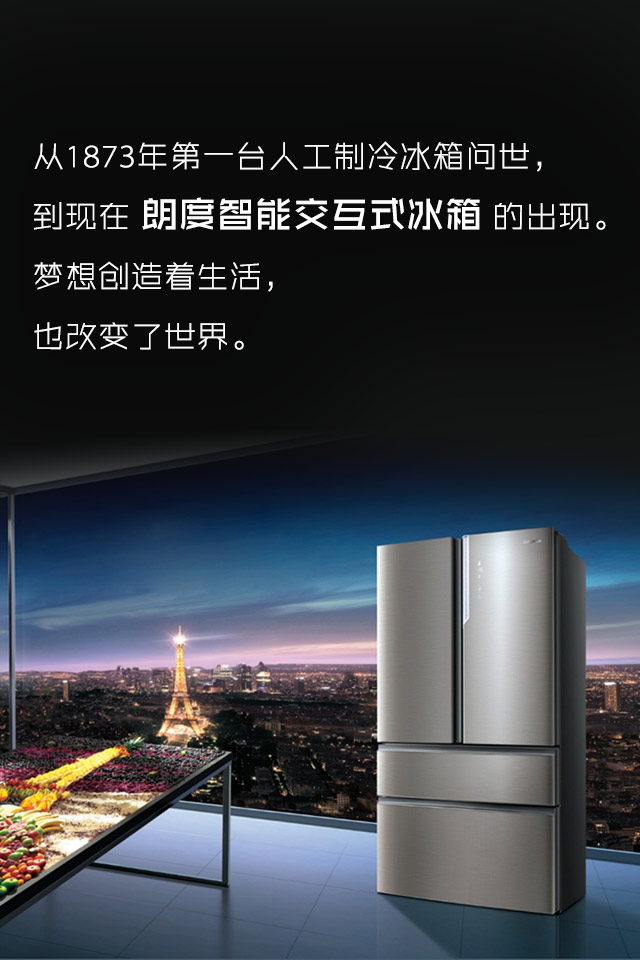 从1873年第一台人工制冷冰箱问世，
到现在 朗度智能交互式冰箱 的出现。
梦想创造着生活，
也改变了世界。